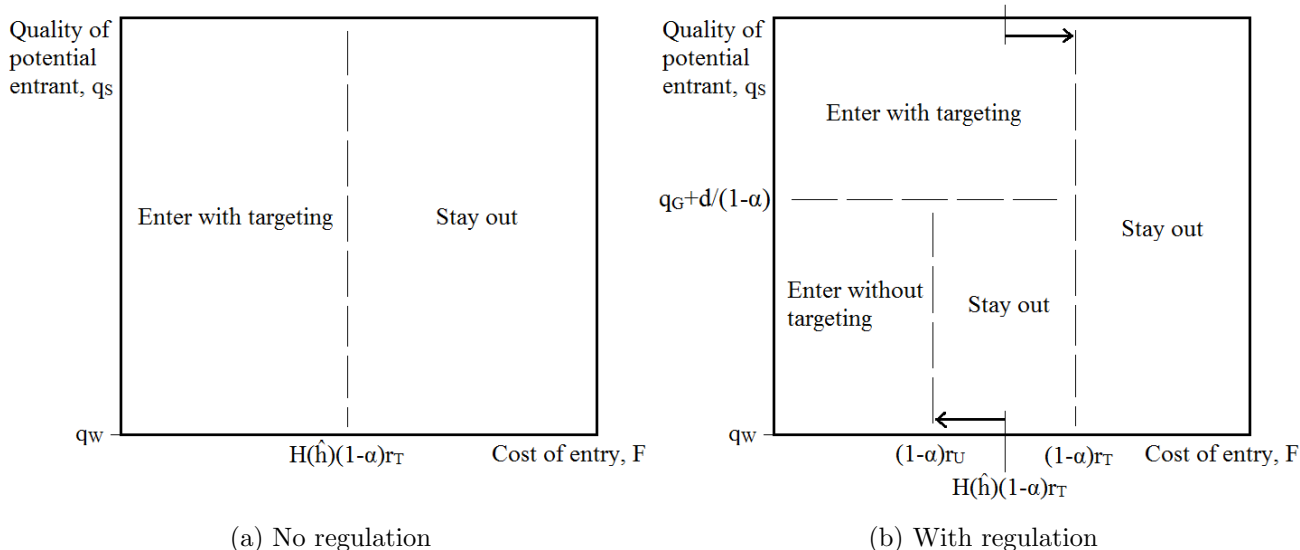 Quality of
potential
entrant, qS
Enter with targeting
Stay out
qW
H(ĥ)(1-α)rT
Cost of entry, F
(a) No regulation
Quality of
potential
entrant, qS
Enter with targeting
qG+d/(1-α)
Stay out
Enter without
targeting
Stay out
qW
(1-α)rU
(1-α)rT
Cost of entry, F
H(ĥ)(1-α)rT
(b) With regulation